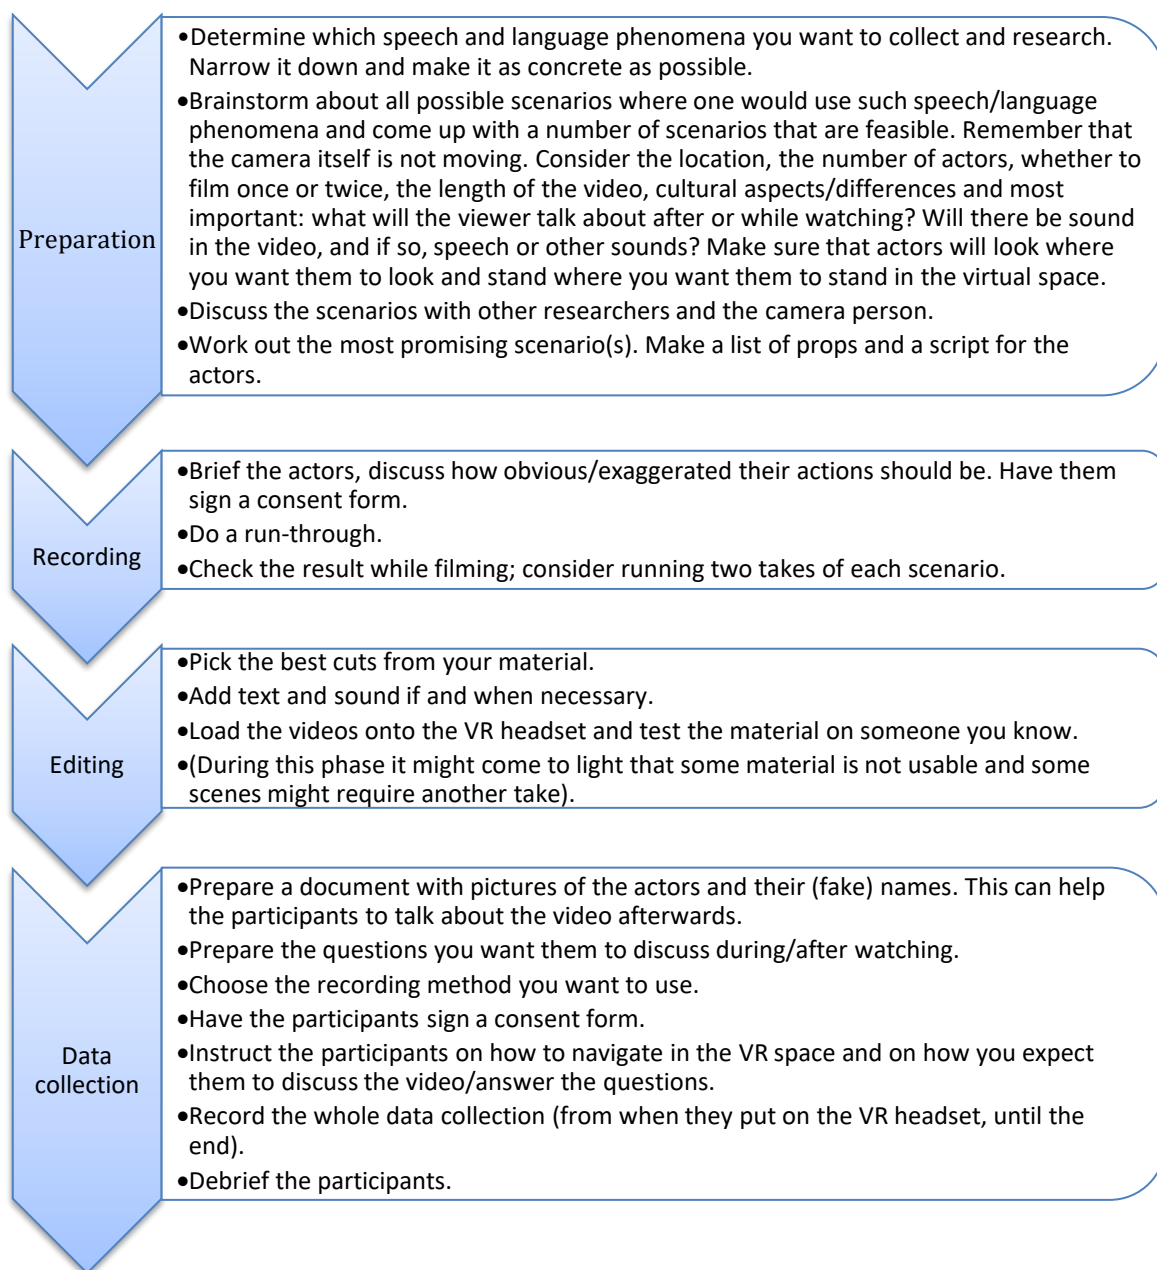 Preparation
•Determine which speech and language phenomena you want to collect and research.
Narrow it down and make it as concrete as possible.
•Brainstorm about all possible scenarios where one would use such speech/language
phenomena and come up with a number of scenarios that are feasible. Remember that
the camera itself is not moving. Consider the location, the number of actors, whether to
film once or twice, the length of the video, cultural aspects/differences and most
important: what will the viewer talk about after or while watching? Will there be sound
in the video, and if so, speech or other sounds? Make sure that actors will look where
you want them to look and stand where you want them to stand in the virtual space.
•Discuss the scenarios with other researchers and the camera person.
•Work out the most promising scenario(s). Make a list of props and a script for the
actors.
Recording
•Brief the actors, discuss how obvious/exaggerated their actions should be. Have them
sign a consent form.
•Do a run-through.
•Check the result while filming; consider running two takes of each scenario.
Editing
•Pick the best cuts from your material.
•Add text and sound if and when necessary.
•Load the videos onto the VR headset and test the material on someone you know.
•(During this phase it might come to light that some material is not usable and some
scenes might require another take).
Data
collection
•Prepare a document with pictures of the actors and their (fake) names. This can help
the participants to talk about the video afterwards.
•Prepare the questions you want them to discuss during/after watching.
•Choose the recording method you want to use.
•Have the participants sign a consent form.
•Instruct the participants on how to navigate in the VR space and on how you expect
them to discuss the video/answer the questions.
•Record the whole data collection (from when they put on the VR headset, until the
end).
•Debrief the participants.